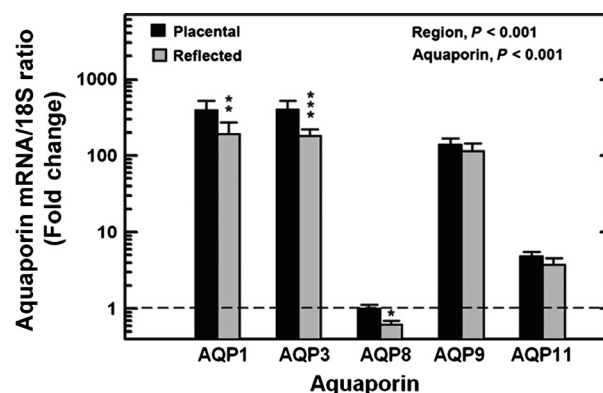 Placental
Reflected
Region, P < 0.001
Aquaporin, P < 0.001
Aquaporin mRNA/18S ratio
(Fold change)
1000
100
10
1
**
***
*
AQP1 AQP3 AQP8 AQP9 AQP11
Aquaporin